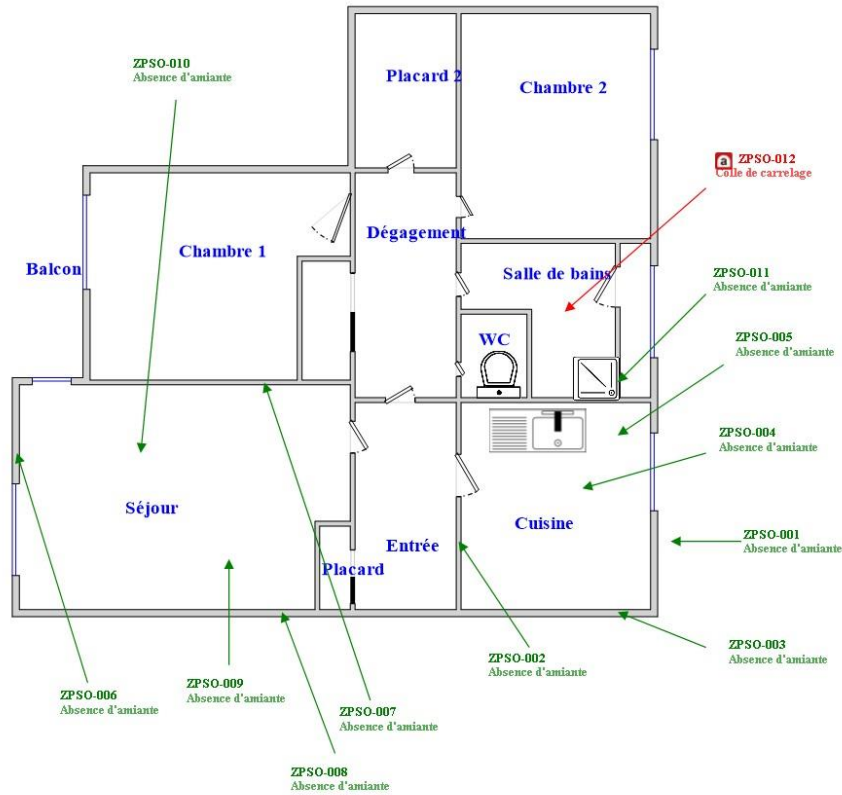 ZPSO-010
Absence d'amiante
Placard 2
Chambre 2
a ZPSO-012
Colle de carrelage
Dégagement
Chambre 1
Balcon
Salle de bains
ZPSO-011
Absence d'amiante
WC
ZPSO-005
Absence d'amiante
ZPSO-004
Absence d'amiante
Séjour
Cuisine
Entrée
ZPSO-001
Absence d'amiante
Placard
ZPSO-003
Absence d'amiante
ZPSO-002
Absence d'amiante
ZPSO-006
Absence d'amiante
ZPSO-009
Absence d'amiante
ZPSO-007
Absence d'amiante
ZPSO-008
Absence d'amiante